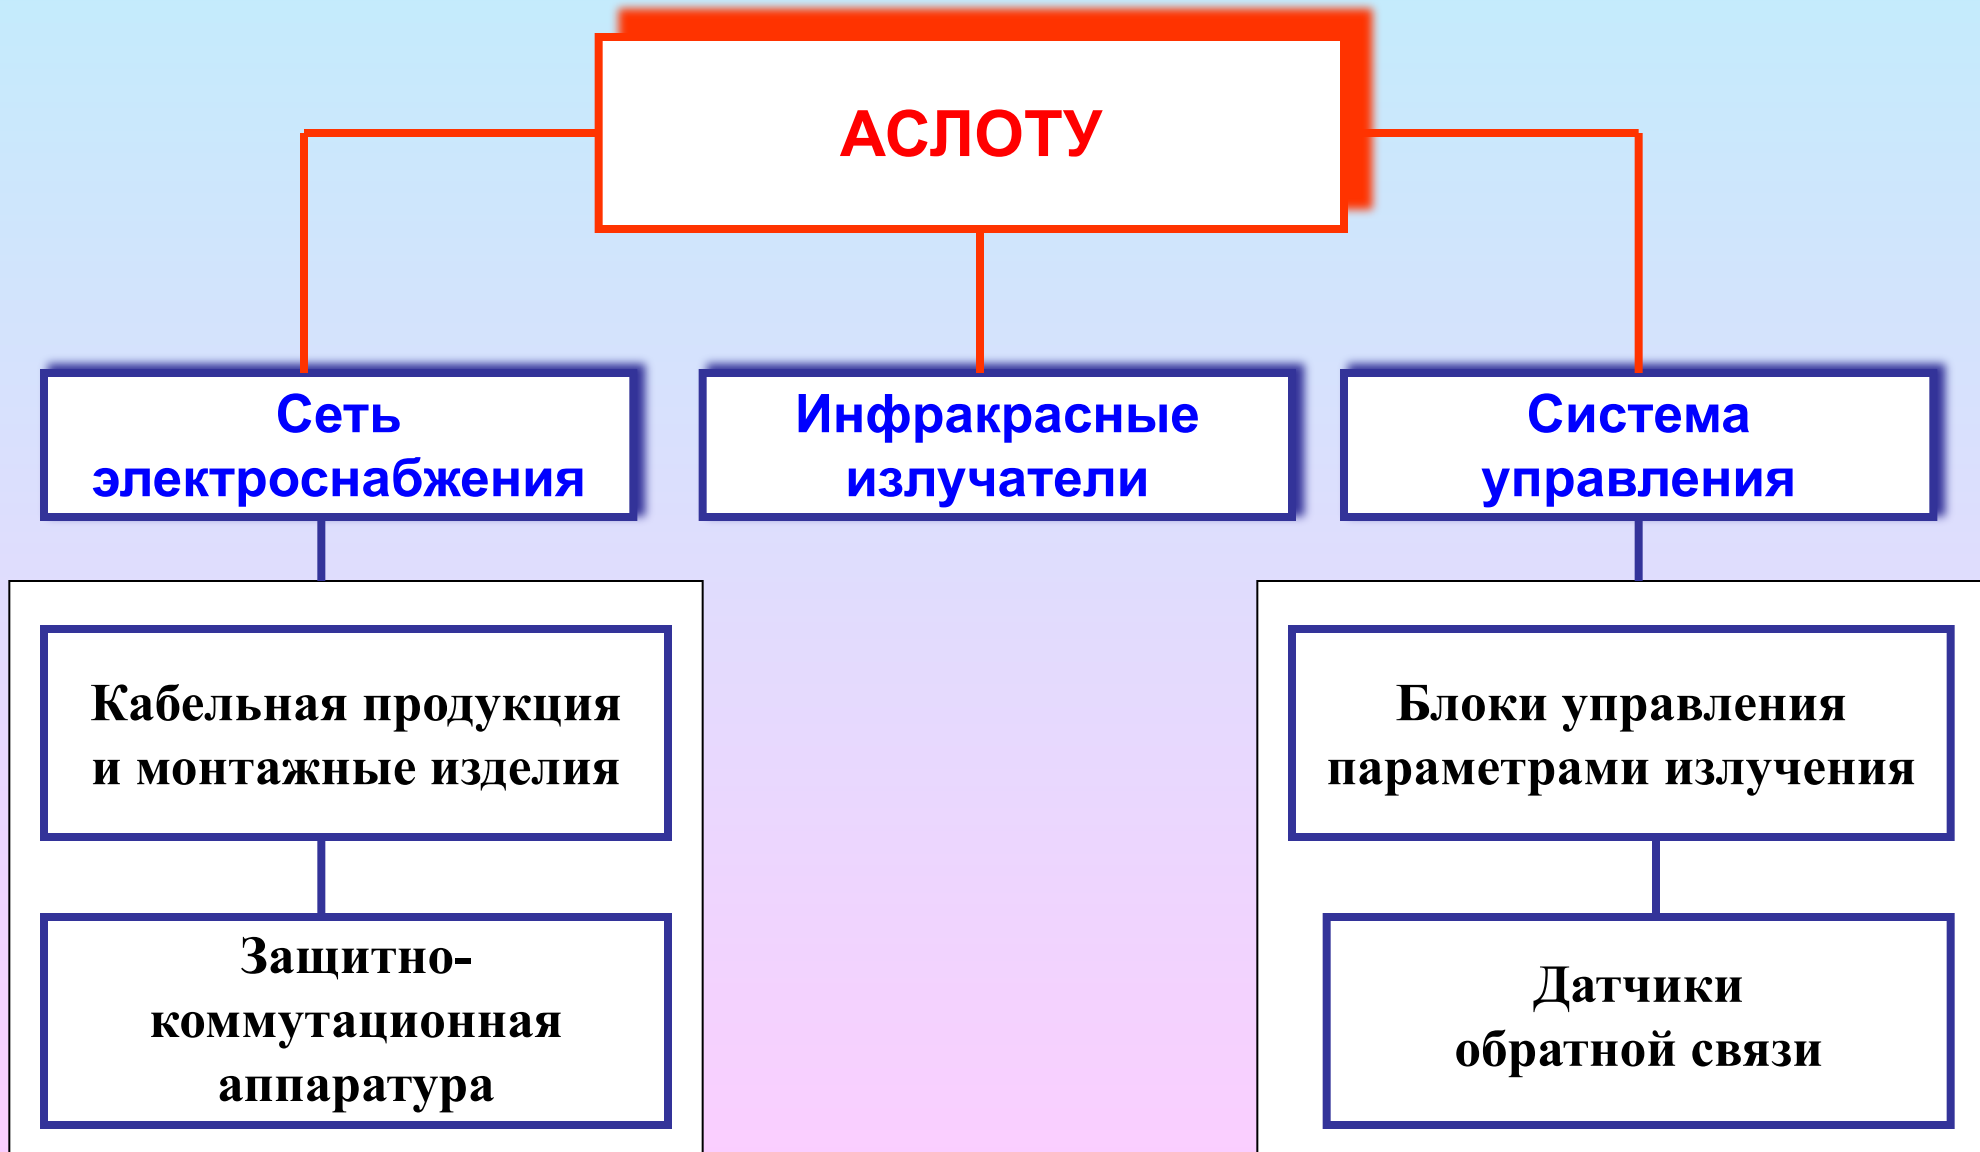 АСЛОТУ
Сеть
электроснабжения
Инфракрасные
излучатели
Система
управления
Кабельная продукция
и монтажные изделия
Защитно-
коммутационная
аппаратура
Блоки управления
параметрами излучения
Датчики
обратной связи